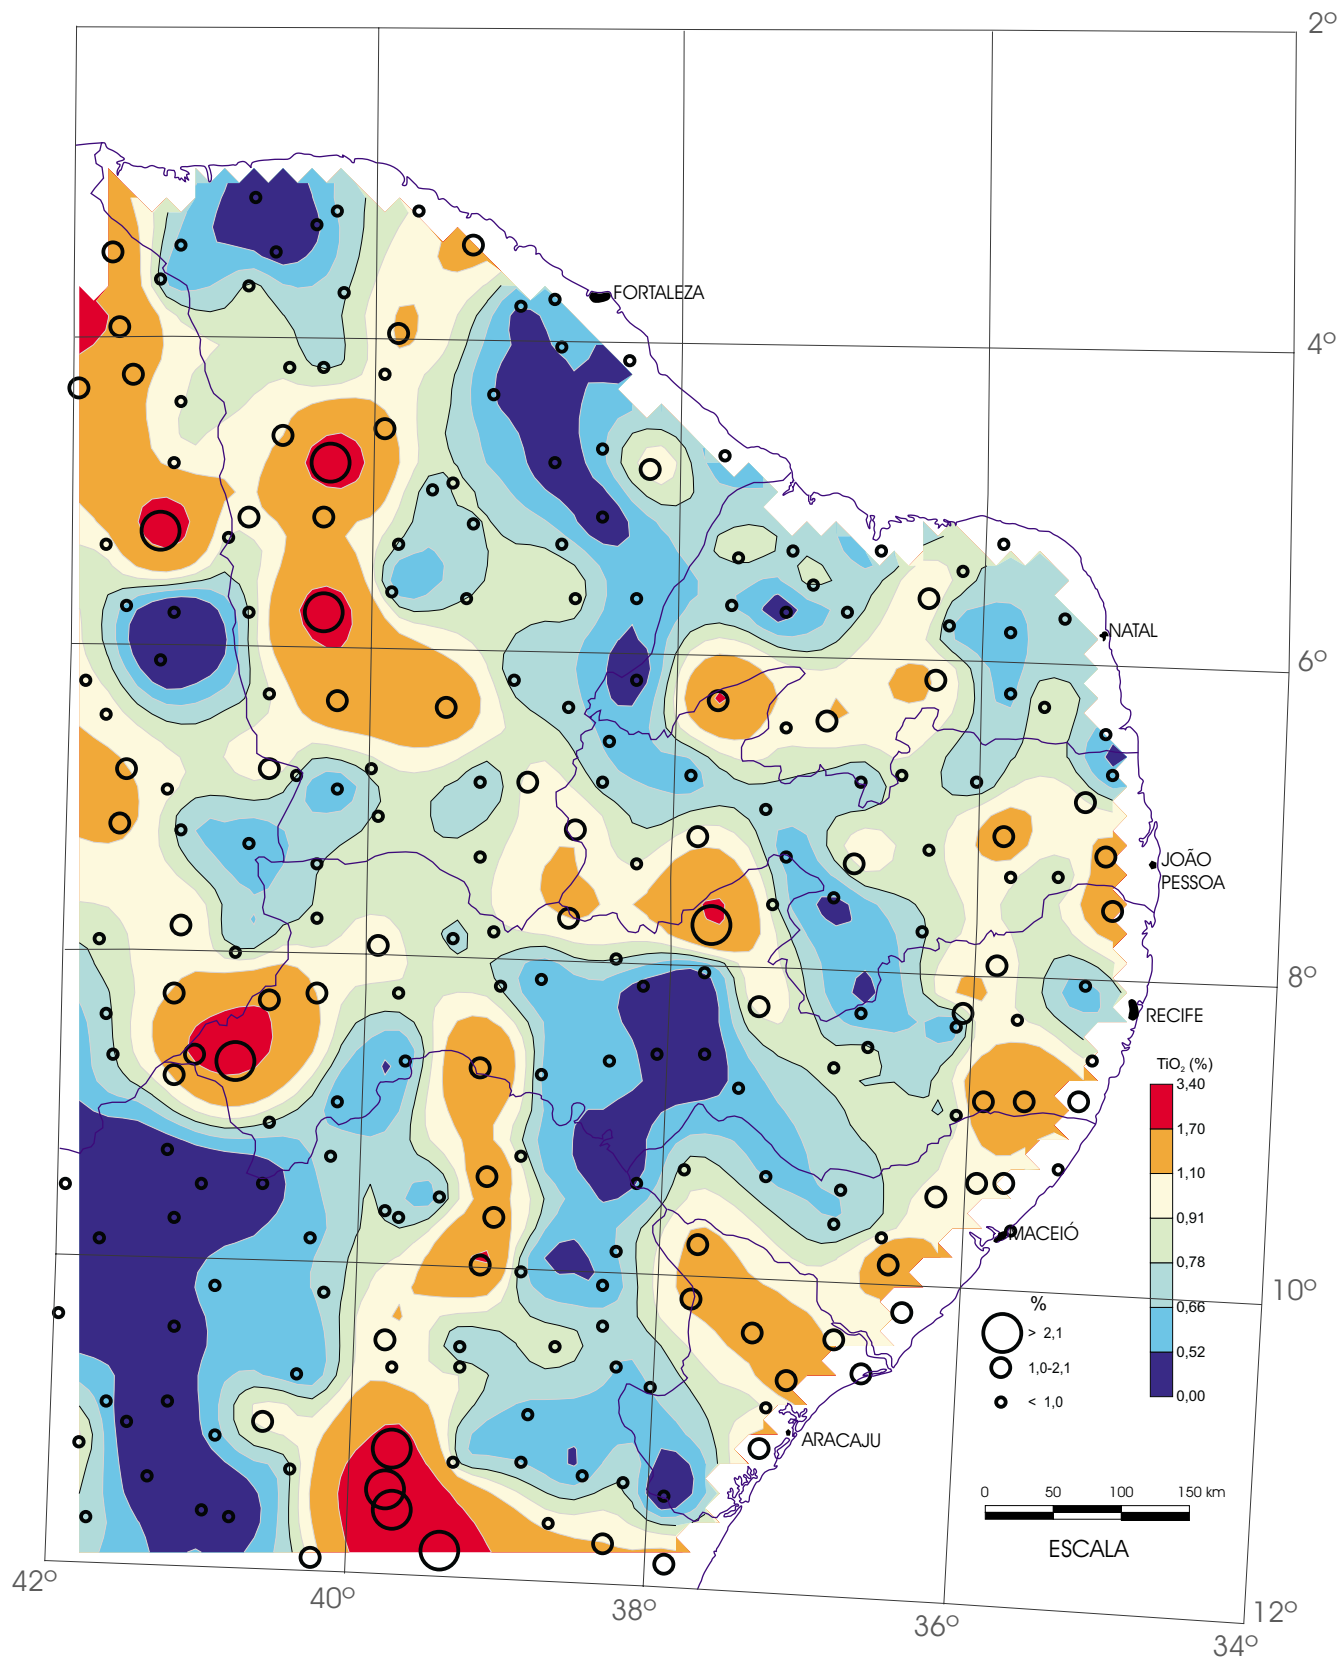 2º
FORTALEZA
4º
NATAL
6º
JOÃO
PESSOA
8º
RECIFE
TiO₂ (%)
3,40
1,70
1,10
0,91
0,78
0,66
0,52
0,00
MACEIÓ
10º
%
> 2,1
1,0-2,1
< 1,0
ARACAJU
0 50 100 150 km
ESCALA
42º
40º
38º
36º
34º
12º